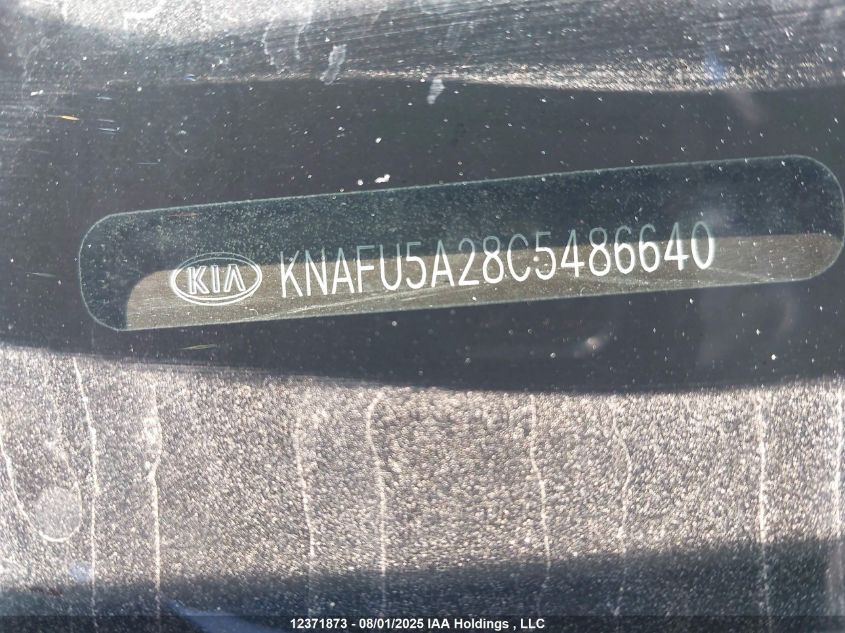 KIA KNAFU5A28C5486640
12371873 - 08/01/2025 IAA Holdings , LLC